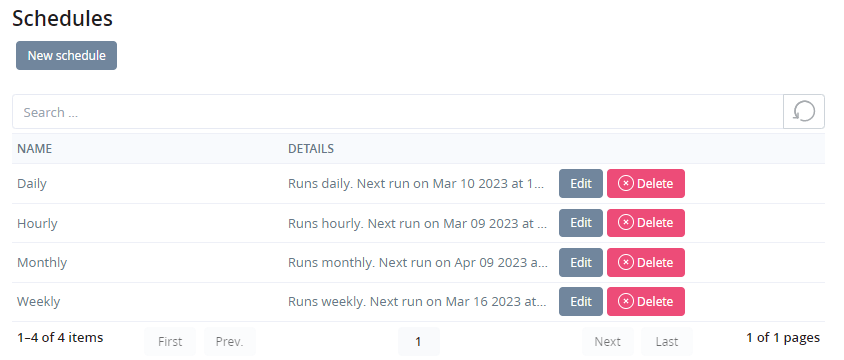 Schedules
New schedule
Search ...
NAME DETAILS
Daily Runs daily. Next run on Mar 10 2023 at 1... Edit Delete
Hourly Runs hourly. Next run on Mar 09 2023 at ... Edit Delete
Monthly Runs monthly. Next run on Apr 09 2023 a... Edit Delete
Weekly Runs weekly. Next run on Mar 16 2023 at... Edit Delete
1–4 of 4 items First Prev. 1 Next Last 1 of 1 pages